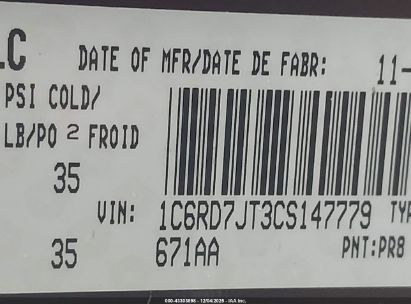 LC DATE OF MFR/DATE DE FABR: 11-
PSI COLD/
LB/PO 2 FROID
35
VIN: 1C6RD7JT3CS147779 TYP
35 671AA PNT:PR8